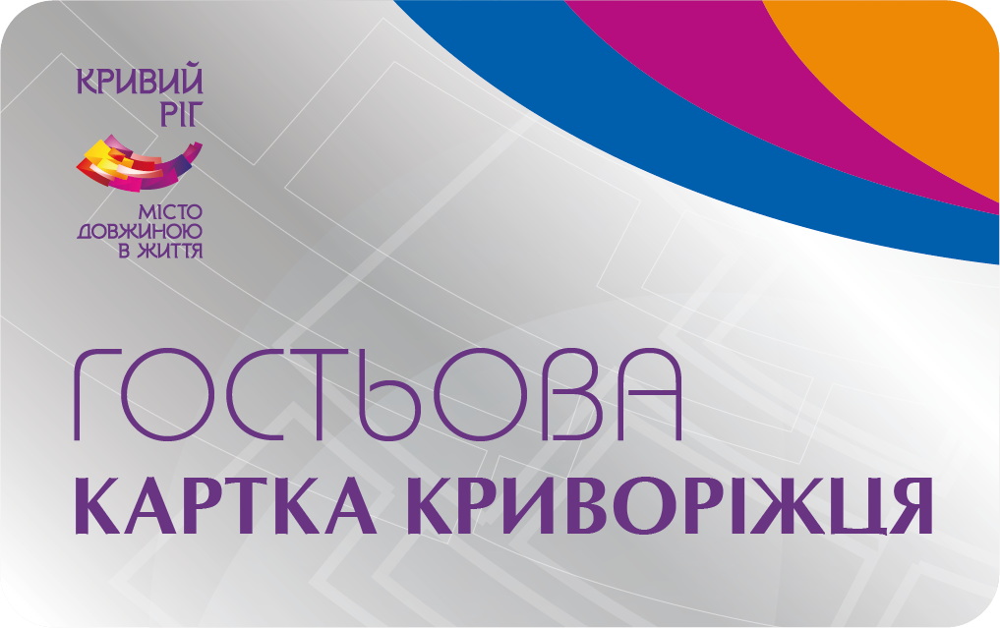 КРИВИЙ
РІГ
МІСТО
ДОВЖИНОЮ
В ЖИТТЯ
ГОСТЬОВА
КАРТКА КРИВОРІЖЦЯ